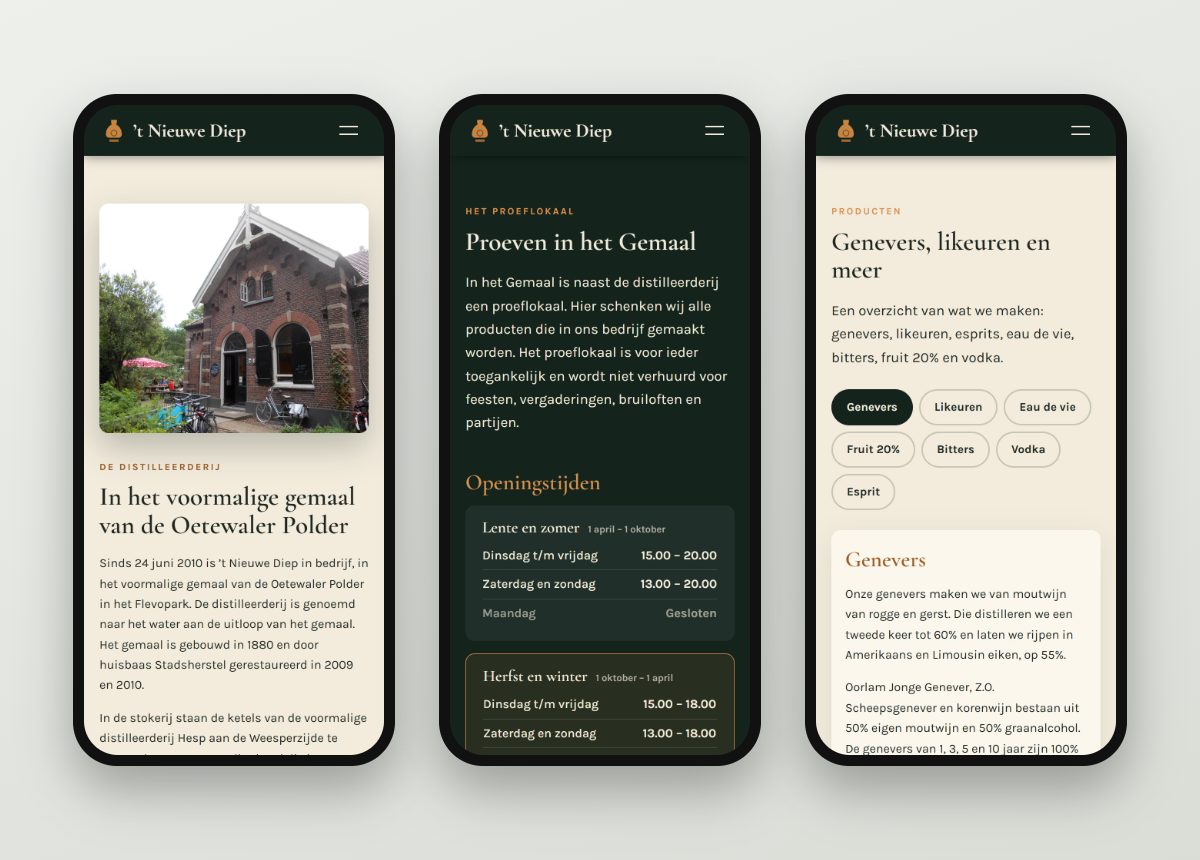 ’t Nieuwe Diep
DE DISTILLEERDERIJ
In het voormalige gemaal
van de Oetewaler Polder
Sinds 24 juni 2010 is ’t Nieuwe Diep in bedrijf, in
het voormalige gemaal van de Oetewaler Polder
in het Flevopark. De distilleerderij is genoemd
naar het water aan de uitloop van het gemaal.
Het gemaal is gebouwd in 1880 en door
huisbaas Stadsherstel gerestaureerd in 2009
en 2010.
In de stokerij staan de ketels van de voormalige
distilleerderij Hesp aan de Weesperzijde te
’t Nieuwe Diep
HET PROEFLOKAAL
Proeven in het Gemaal
In het Gemaal is naast de distilleerderij
een proeflokaal. Hier schenken wij alle
producten die in ons bedrijf gemaakt
worden. Het proeflokaal is voor ieder
toegankelijk en wordt niet verhuurd voor
feesten, vergaderingen, bruiloften en
partijen.
Openingstijden
Lente en zomer 1 april – 1 oktober
Dinsdag t/m vrijdag 15.00 – 20.00
Zaterdag en zondag 13.00 – 20.00
Maandag Gesloten
Herfst en winter 1 oktober – 1 april
Dinsdag t/m vrijdag 15.00 – 18.00
Zaterdag en zondag 13.00 – 18.00
’t Nieuwe Diep
PRODUCTEN
Genevers, likeuren en
meer
Een overzicht van wat we maken:
genevers, likeuren, esprits, eau de vie,
bitters, fruit 20% en vodka.
Genevers Likeuren Eau de vie
Fruit 20% Bitters Vodka
Esprit
Genevers
Onze genevers maken we van moutwijn
van rogge en gerst. Die distilleren we een
tweede keer tot 60% en laten we rijpen in
Amerikaans en Limousin eiken, op 55%.
Oorlam Jonge Genever, Z.O.
Scheepsgenever en korenwijn bestaan uit
50% eigen moutwijn en 50% graanalcohol.
De genevers van 1, 3, 5 en 10 jaar zijn 100%